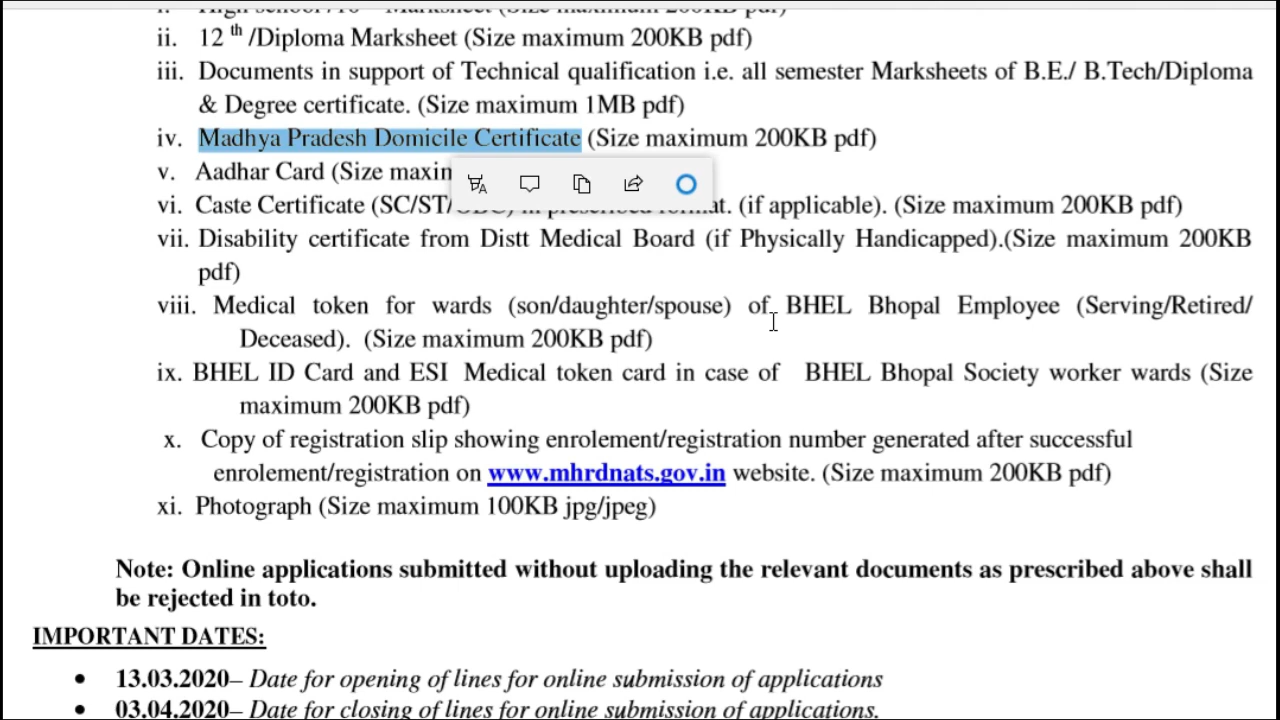 ii. 12 th /Diploma Marksheet (Size maximum 200KB pdf)
iii. Documents in support of Technical qualification i.e. all semester Marksheets of B.E./ B.Tech/Diploma
& Degree certificate. (Size maximum 1MB pdf)
iv. Madhya Pradesh Domicile Certificate (Size maximum 200KB pdf)
v. Aadhar Card (Size maxin
vi. Caste Certificate (SC/ST/OBC) in prescribed format. (if applicable). (Size maximum 200KB pdf)
vii. Disability certificate from Distt Medical Board (if Physically Handicapped).(Size maximum 200KB
pdf)
viii. Medical token for wards (son/daughter/spouse) of BHEL Bhopal Employee (Serving/Retired/
Deceased). (Size maximum 200KB pdf)
ix. BHEL ID Card and ESI Medical token card in case of BHEL Bhopal Society worker wards (Size
maximum 200KB pdf)
x. Copy of registration slip showing enrolement/registration number generated after successful
enrolement/registration on www.mhrdnats.gov.in website. (Size maximum 200KB pdf)
xi. Photograph (Size maximum 100KB jpg/jpeg)
Note: Online applications submitted without uploading the relevant documents as prescribed above shall
be rejected in toto.
IMPORTANT DATES:
• 13.03.2020– Date for opening of lines for online submission of applications
• 03.04.2020– Date for closing of lines for online submission of applications.